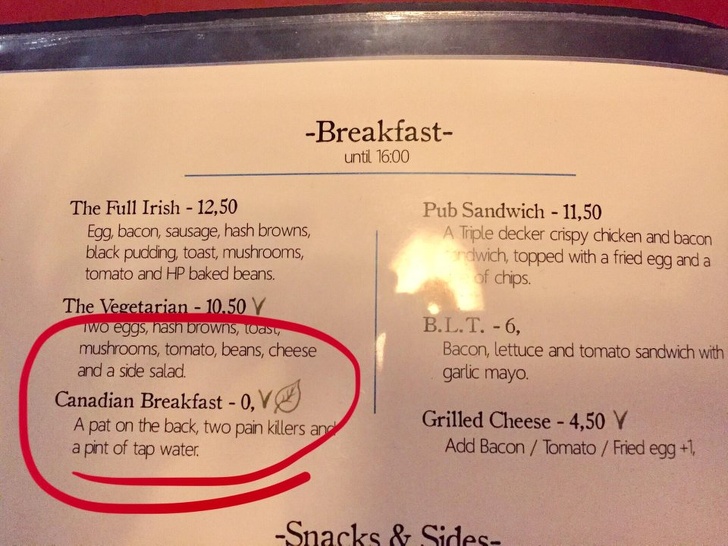 -Breakfast-
until 16:00
The Full Irish - 12,50
Egg, bacon, sausage, hash browns,
black pudding, toast, mushrooms,
tomato and HP baked beans.
The Vegetarian - 10,50 V
Two eggs, hash browns, toast,
mushrooms, tomato, beans, cheese
and a side salad.
Canadian Breakfast - 0, V
A pat on the back, two pain killers and
a pint of tap water.
Pub Sandwich - 11,50
A Triple decker crispy chicken and bacon
sandwich, topped with a fried egg and a
of chips.
B.L.T. - 6,
Bacon, lettuce and tomato sandwich with
garlic mayo.
Grilled Cheese - 4,50 V
Add Bacon / Tomato / Fried egg +1,
-Snacks & Sides-